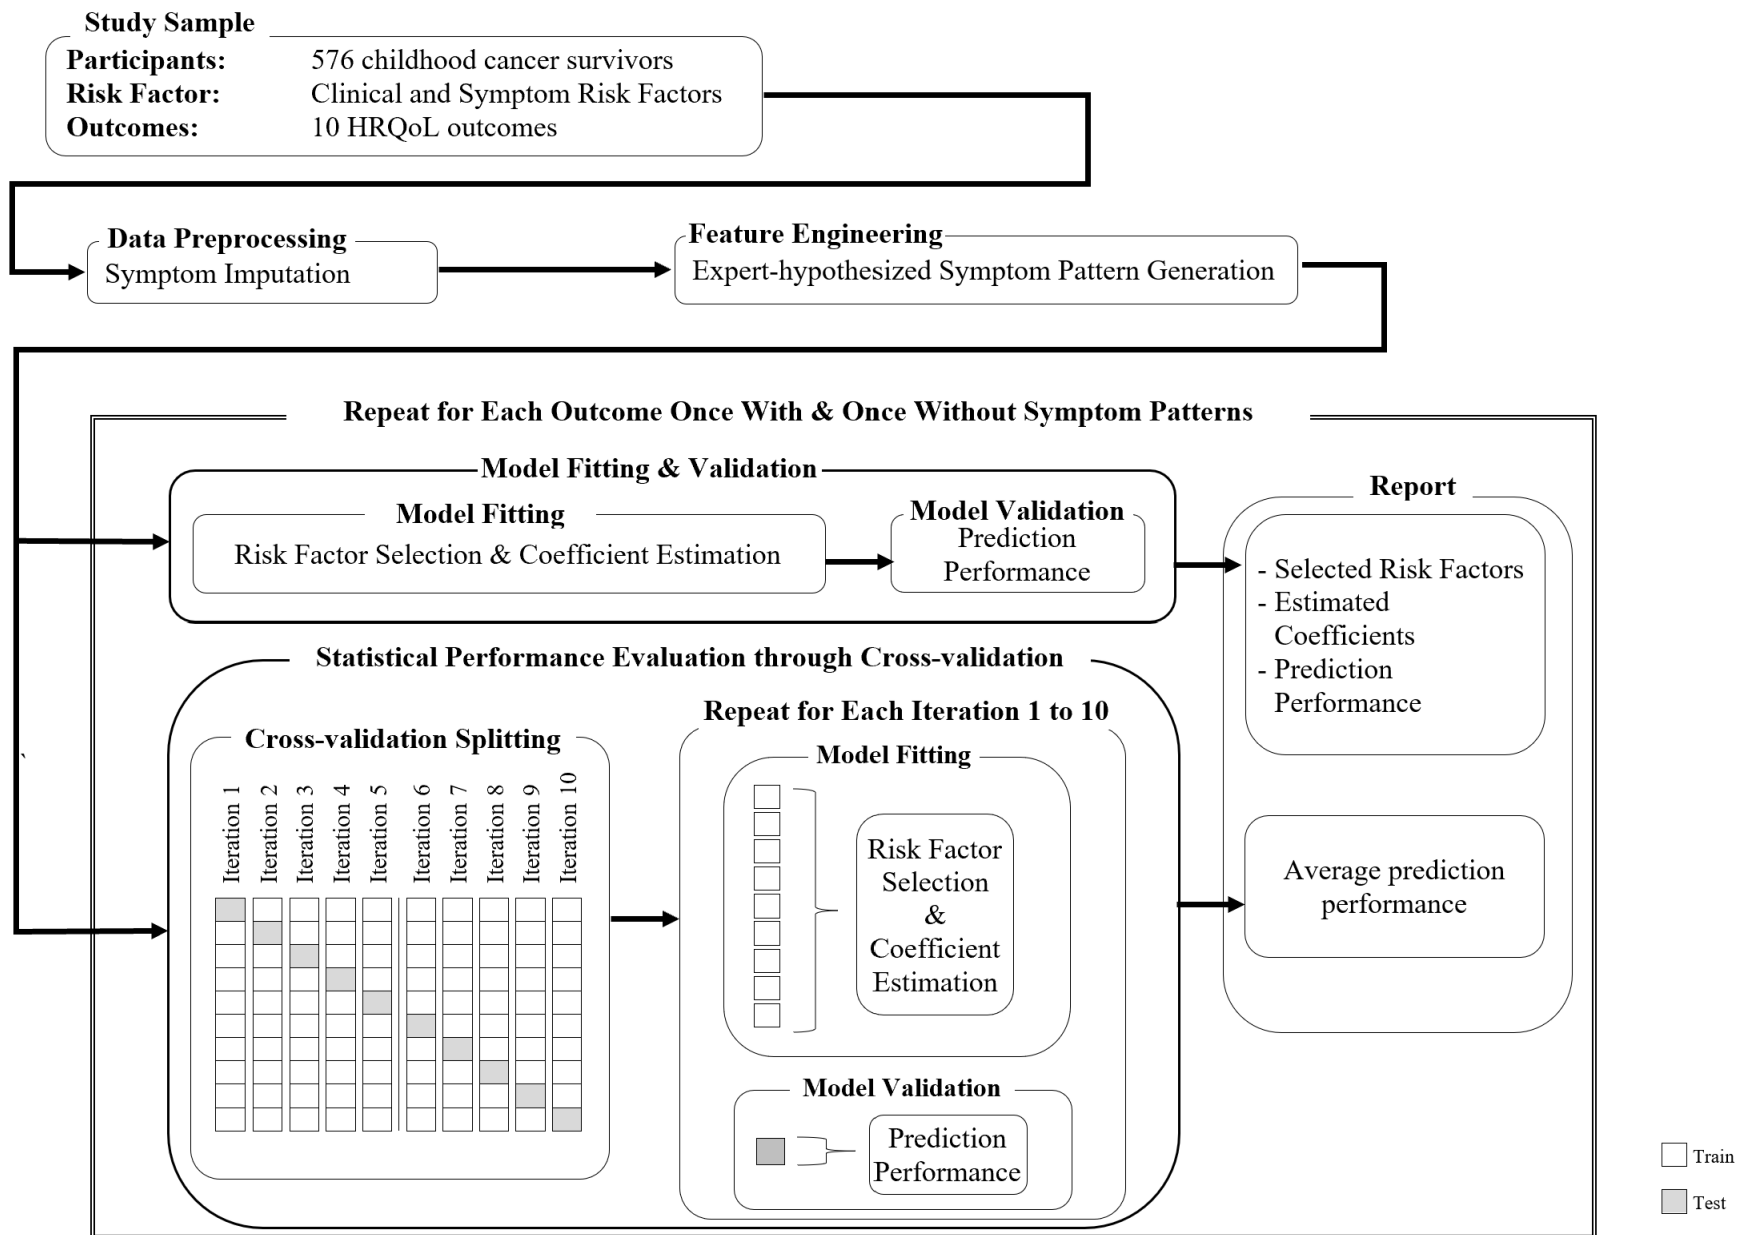 Study Sample
Participants: 576 childhood cancer survivors
Risk Factor: Clinical and Symptom Risk Factors
Outcomes: 10 HRQoL outcomes
Data Preprocessing
Symptom Imputation
Feature Engineering
Expert-hypothesized Symptom Pattern Generation
Repeat for Each Outcome Once With & Once Without Symptom Patterns
Model Fitting & Validation
Model Fitting
Risk Factor Selection & Coefficient Estimation
Model Validation
Prediction
Performance
Report
- Selected Risk Factors
- Estimated
Coefficients
- Prediction
Performance
Statistical Performance Evaluation through Cross-validation
Cross-validation Splitting
Iteration 1
Iteration 2
Iteration 3
Iteration 4
Iteration 5
Iteration 6
Iteration 7
Iteration 8
Iteration 9
Iteration 10
Repeat for Each Iteration 1 to 10
Model Fitting
Risk Factor
Selection
&
Coefficient
Estimation
Model Validation
Prediction
Performance
Average prediction
performance
Train
Test